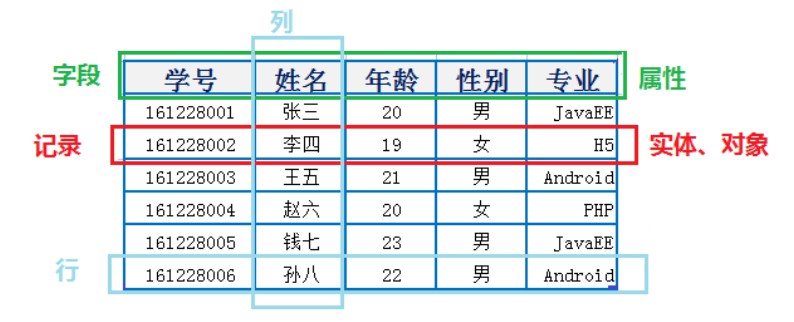 列
字段 学号 姓名 年龄 性别 专业 属性
161228001 张三 20 男 JavaEE
记录 161228002 李四 19 女 H5 实体、对象
161228003 王五 21 男 Android
161228004 赵六 20 女 PHP
161228005 钱七 23 男 JavaEE
行 161228006 孙八 22 男 Android